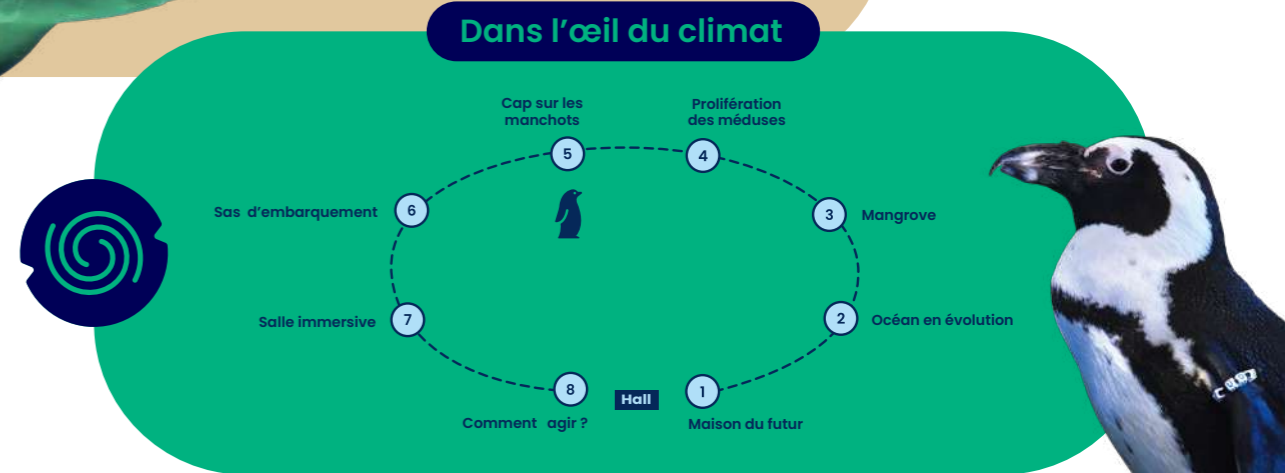 Dans l'œil du climat
Cap sur les
manchots
Prolifération
des méduses
5
4
Sas d'embarquement
6
3
Mangrove
Salle immersive
7
2
Océan en évolution
8
Hall
1
Comment agir ?
Maison du futur